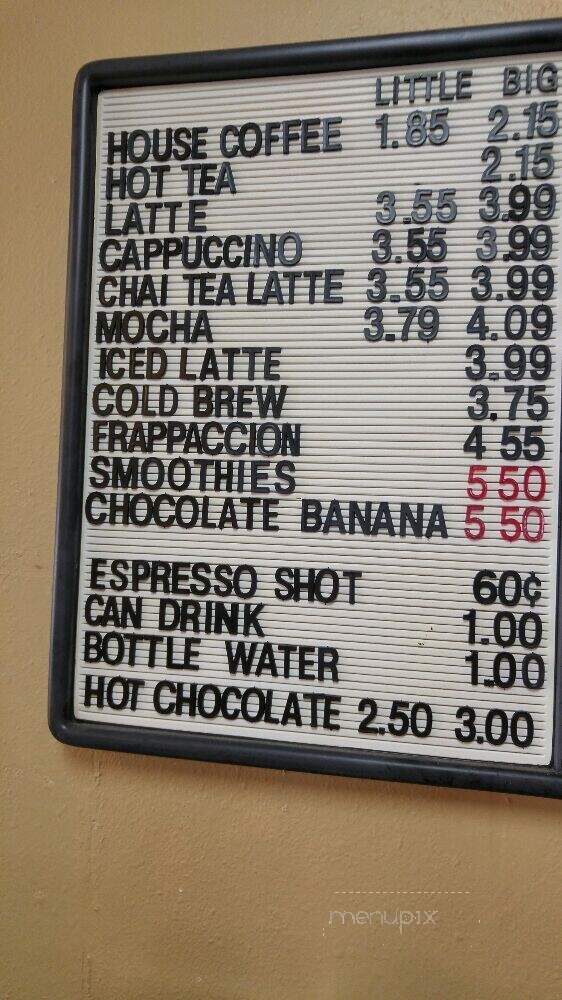 LITTLE BIG
HOUSE COFFEE 1.85 2.15
HOT TEA 2.15
LATTE 3.55 3.99
CAPPUCCINO 3.55 3.99
CHAI TEA LATTE 3.55 3.99
MOCHA 3.79 4.09
ICED LATTE 3.99
COLD BREW 3.75
FRAPPACCION 4 55
SMOOTHIES 5 50
CHOCOLATE BANANA 5 50
ESPRESSO SHOT 60¢
CAN DRINK 1.00
BOTTLE WATER 1.00
HOT CHOCOLATE 2.50 3.00
menupix